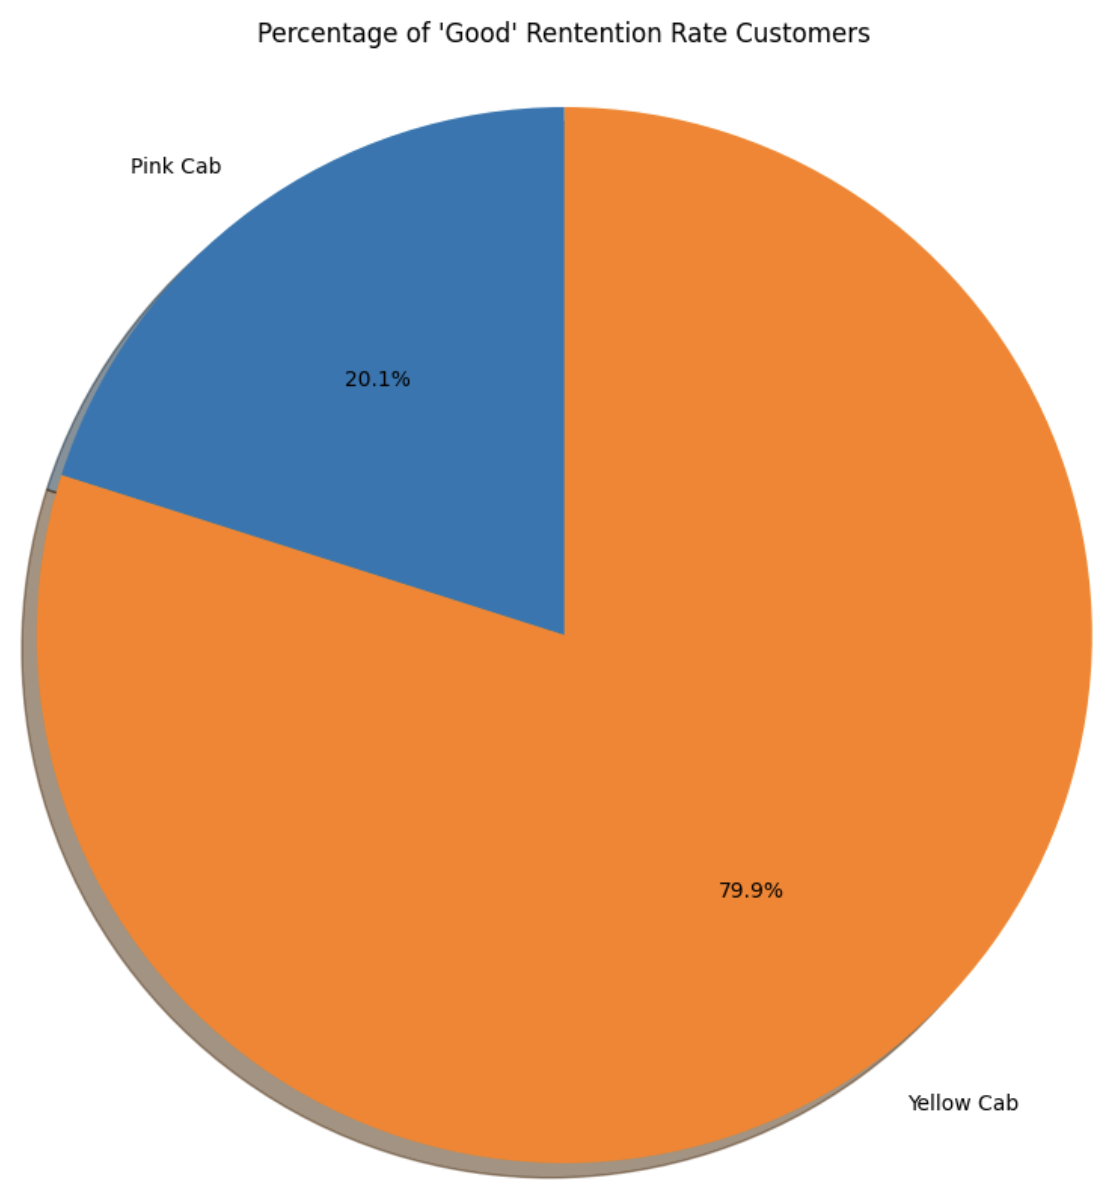 Percentage of 'Good' Rentention Rate Customers
Pink Cab
20.1%
79.9%
Yellow Cab